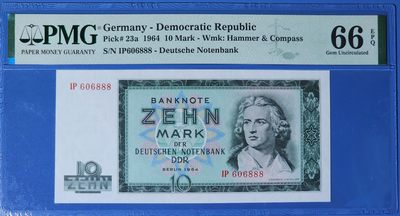 PMG
PAPER MONEY GUARANTY
Germany - Democratic Republic
Pick# 23a 1964 10 Mark - Wmk: Hammer & Compass
S/N IP606888 - Deutsche Notenbank
66 EPQ
Gem Uncirculated
IP 606888
BANKNOTE
ZEHN
MARK
DER
DEUTSCHEN NOTENBANK
DDR
BERLIN 1964
10
ZEHN
10
IP 606888